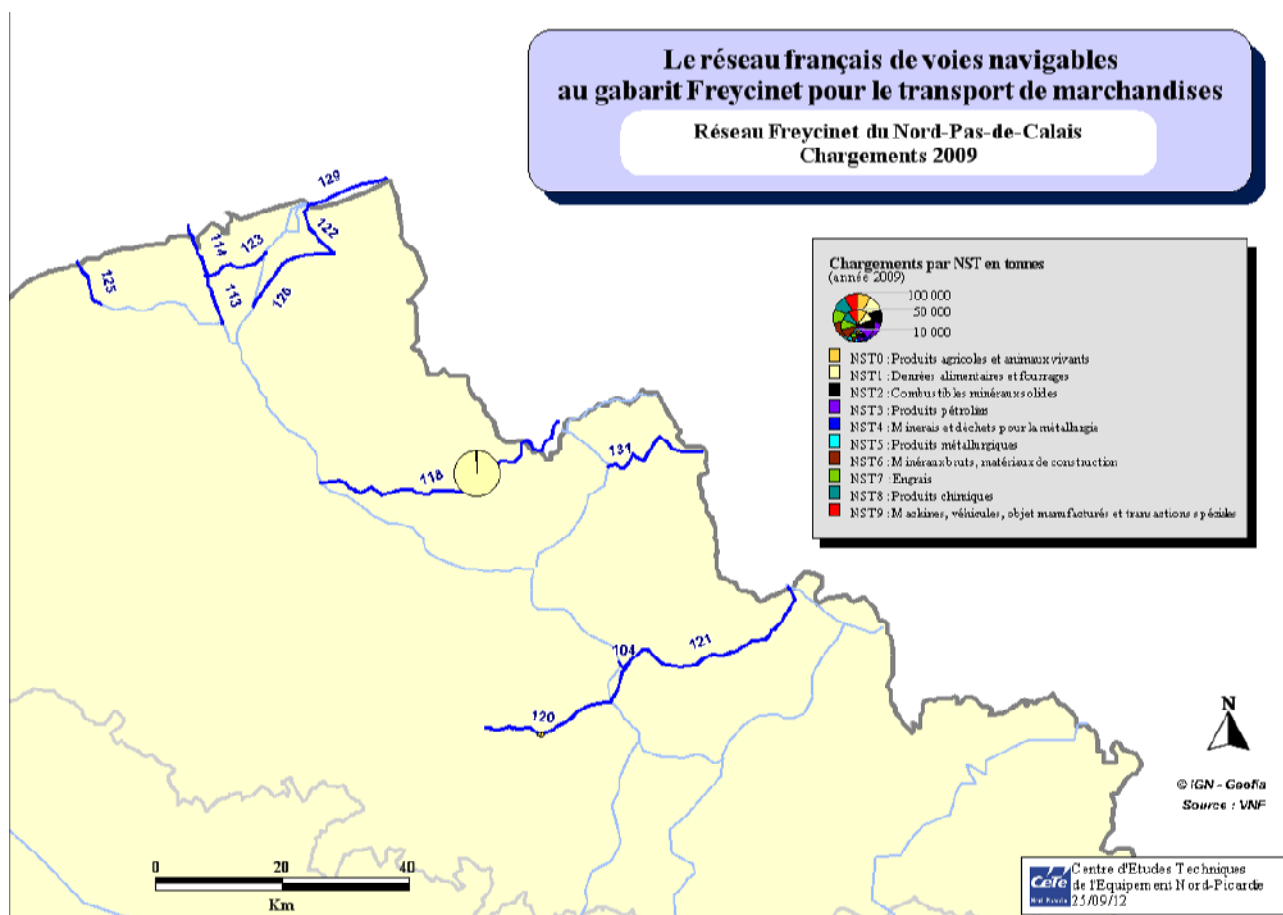 Le réseau français de voies navigables
au gabarit Freycinet pour le transport de marchandises
Réseau Freycinet du Nord-Pas-de-Calais
Chargements 2009
129
122
114
123
125
113
126
118
131
104
121
120
Chargements par NST en tonnes
(année 2009)
100 000
50 000
10 000
NST0 : Produits agricoles et animaux vivants
NST1 : Denrées alimentaires et fourrages
NST2 : Combustibles minéraux solides
NST3 : Produits pétroliers
NST4 : Minerais et déchets pour la métallurgie
NST5 : Produits métallurgiques
NST6 : Minéraux bruts, matériaux de construction
NST7 : Engrais
NST8 : Produits chimiques
NST9 : Machines, véhicules, objet manufacturés et transactions spéciales
N
© IGN - Geofla
Source : VNF
0 20 40
Km
CeTe
Nord Picardie
Centre d'Etudes Techniques
de l'Equipement Nord-Picardie
25/09/12